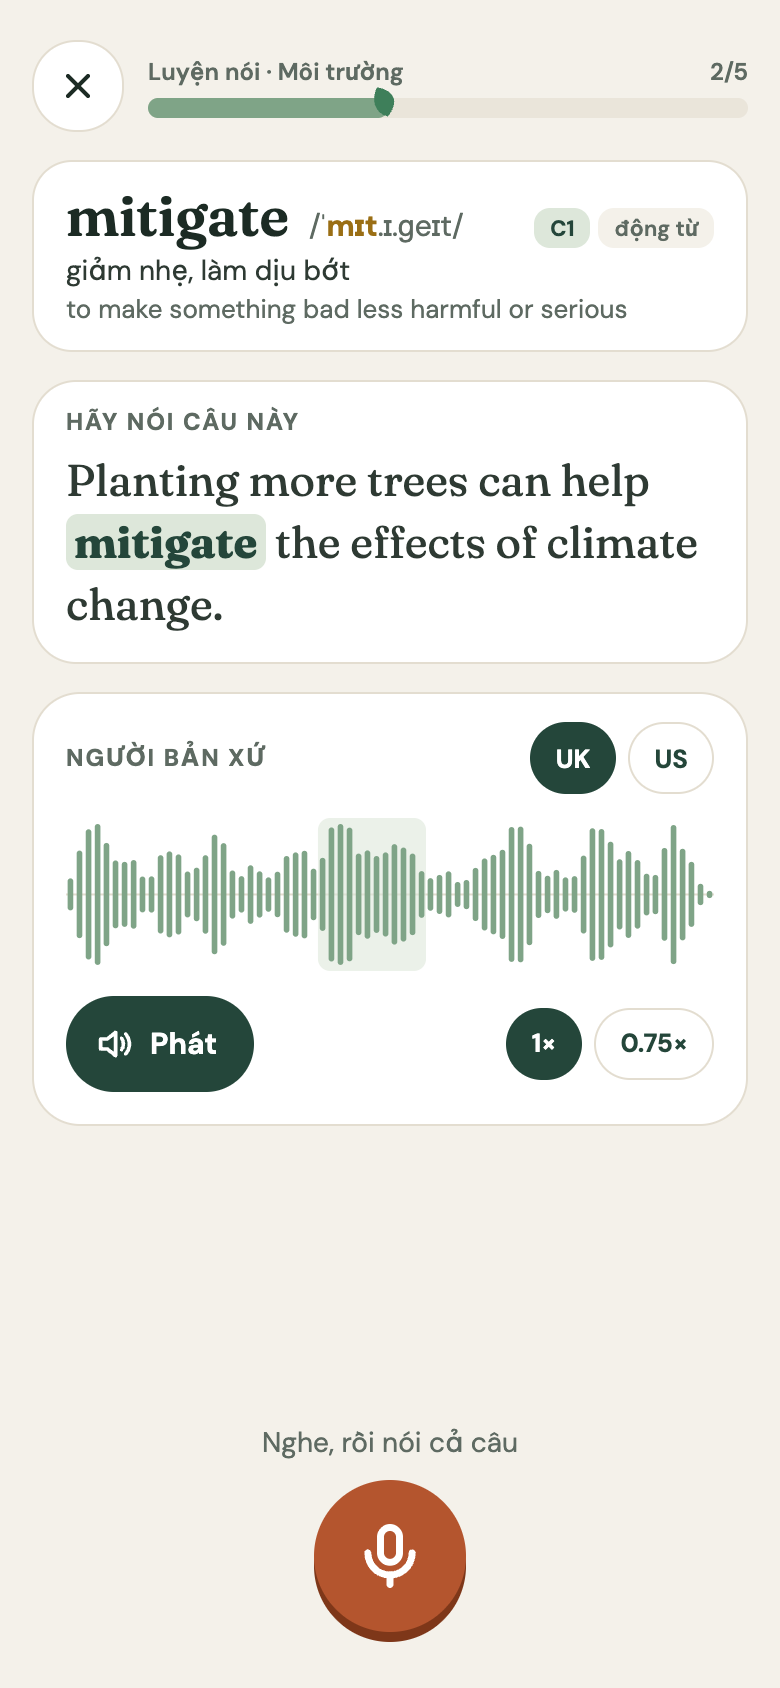 Luyện nói · Môi trường 2/5
mitigate /ˈmɪt.ɪ.ɡeɪt/ C1 động từ
giảm nhẹ, làm dịu bớt
to make something bad less harmful or serious
HÃY NÓI CÂU NÀY
Planting more trees can help
mitigate the effects of climate
change.
NGƯỜI BẢN XỨ UK US
Phát 1× 0.75×
Nghe, rồi nói cả câu